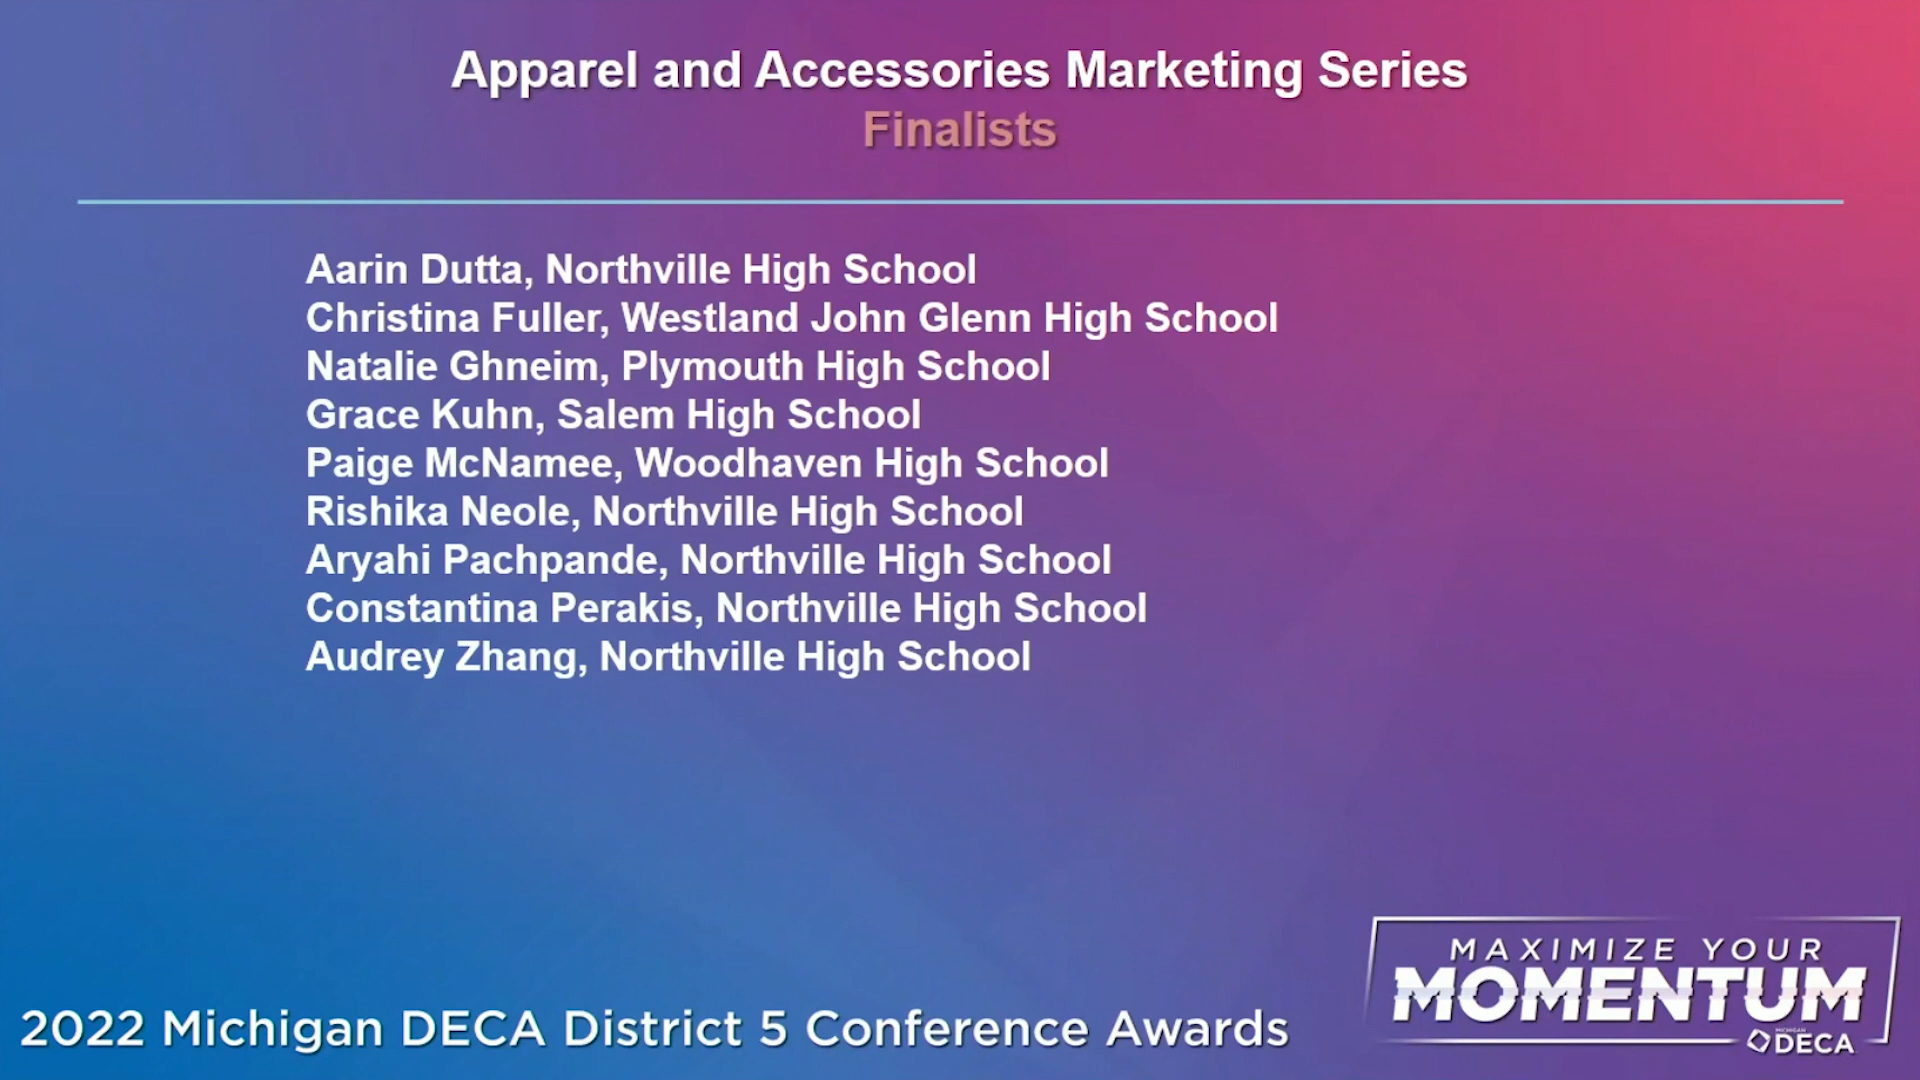 Apparel and Accessories Marketing Series
Finalists
Aarin Dutta, Northville High School
Christina Fuller, Westland John Glenn High School
Natalie Ghneim, Plymouth High School
Grace Kuhn, Salem High School
Paige McNamee, Woodhaven High School
Rishika Neole, Northville High School
Aryahi Pachpande, Northville High School
Constantina Perakis, Northville High School
Audrey Zhang, Northville High School
MAXIMIZE YOUR
MOMENTUM
MICHIGAN
DECA
2022 Michigan DECA District 5 Conference Awards